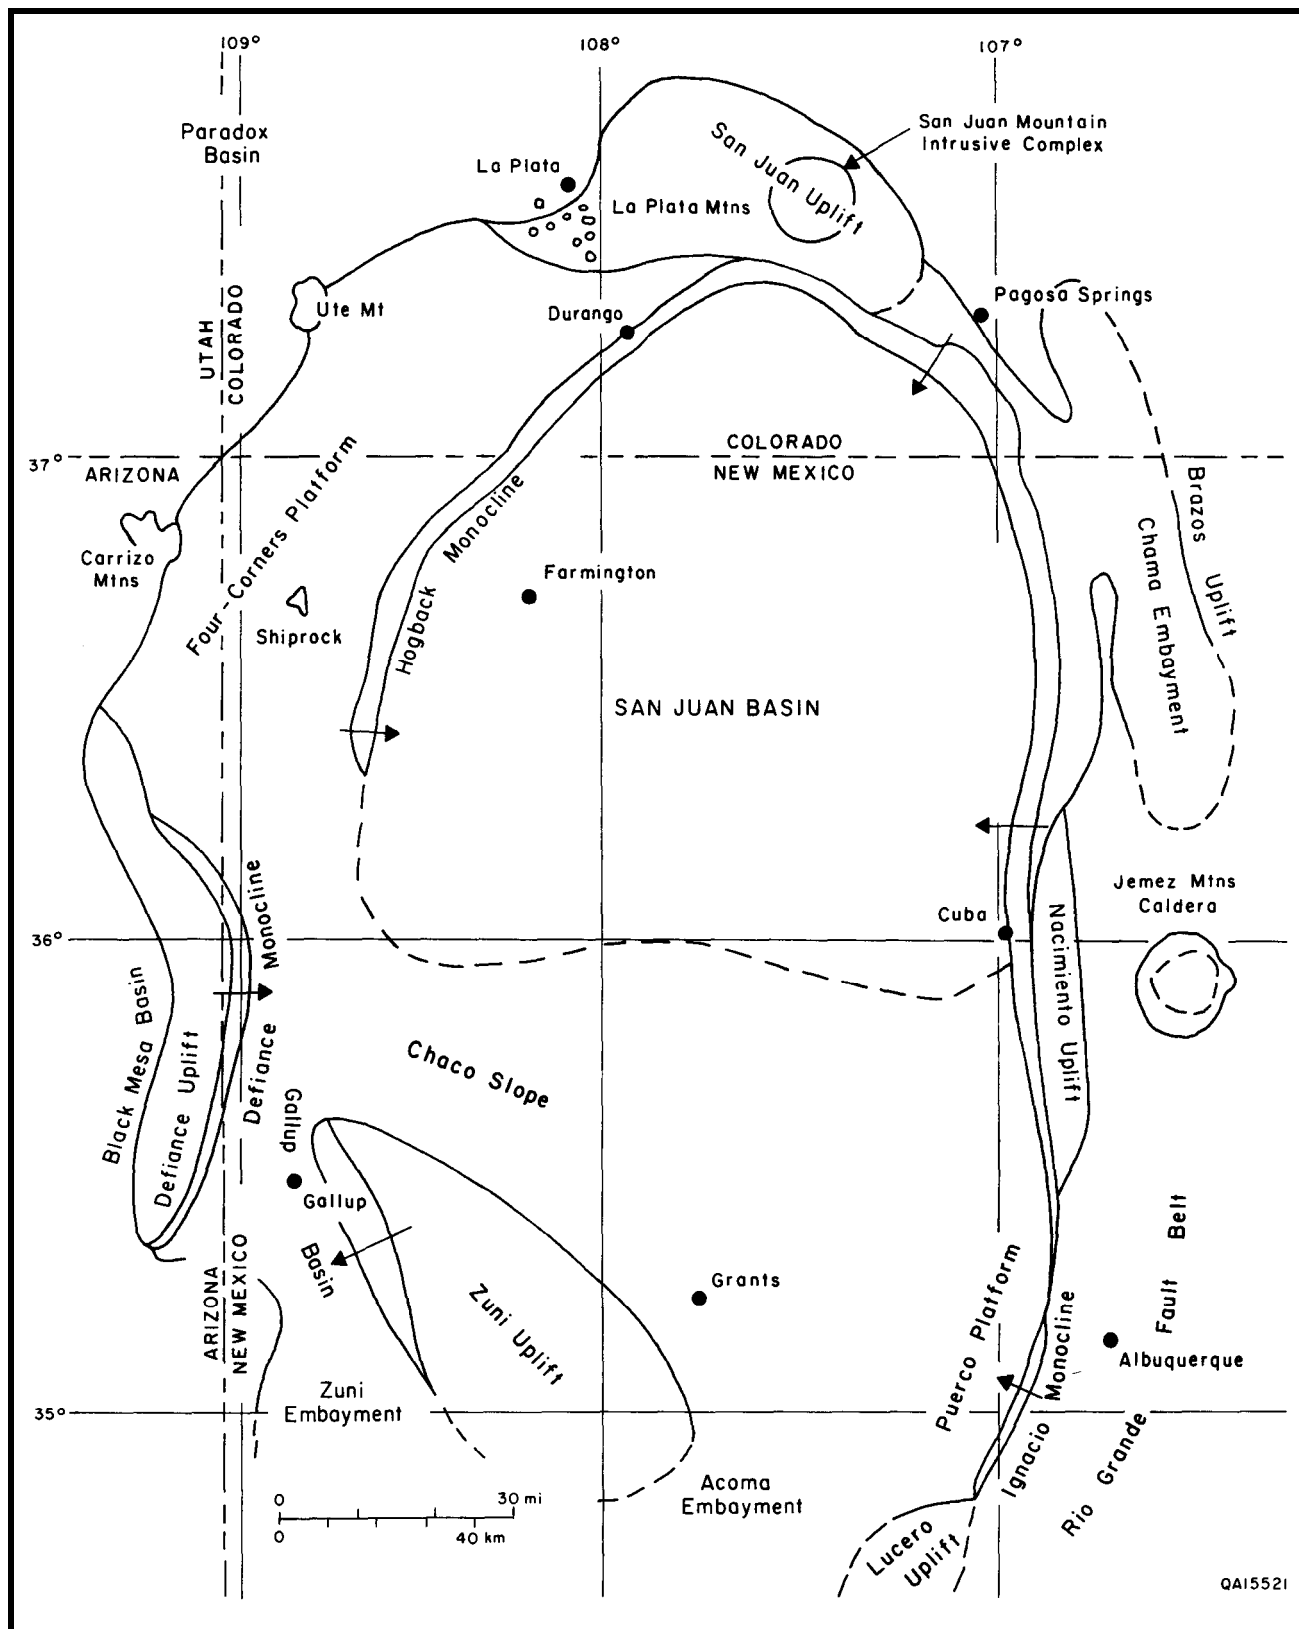 109°
108°
107°
Paradox
Basin
San Juan Mountain
Intrusive Complex
San Juan Uplift
La Plata
La Plata Mtns
Ute Mt
Durango
Pagosa Springs
UTAH
COLORADO
37°
ARIZONA
COLORADO
NEW MEXICO
Four-Corners Platform
Hogback Monocline
Carrizo
Mtns
Shiprock
Farmington
Brazos Uplift
Chama Embayment
SAN JUAN BASIN
Jemez Mtns
Caldera
Cuba
36°
Nacimiento Uplift
Black Mesa Basin
Defiance Uplift
Defiance Monocline
Chaco Slope
Gallup
Basin
Gallup
Zuni Uplift
Grants
ARIZONA
NEW MEXICO
Puerco Platform
Ignacio Monocline
Albuquerque
Rio Grande Fault Belt
35°
Zuni
Embayment
Acoma
Embayment
Lucero
Uplift
0
30 mi
0
40 km
QA15521